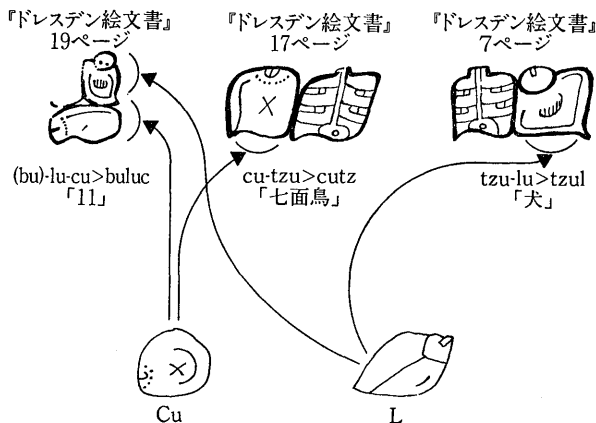 『ドレスデン絵文書』
19ページ
『ドレスデン絵文書』
17ページ
『ドレスデン絵文書』
7ページ
(bu)-lu-cu>buluc
「11」
cu-tzu>cutz
「七面鳥」
tzu-lu>tzul
「犬」
Cu
L